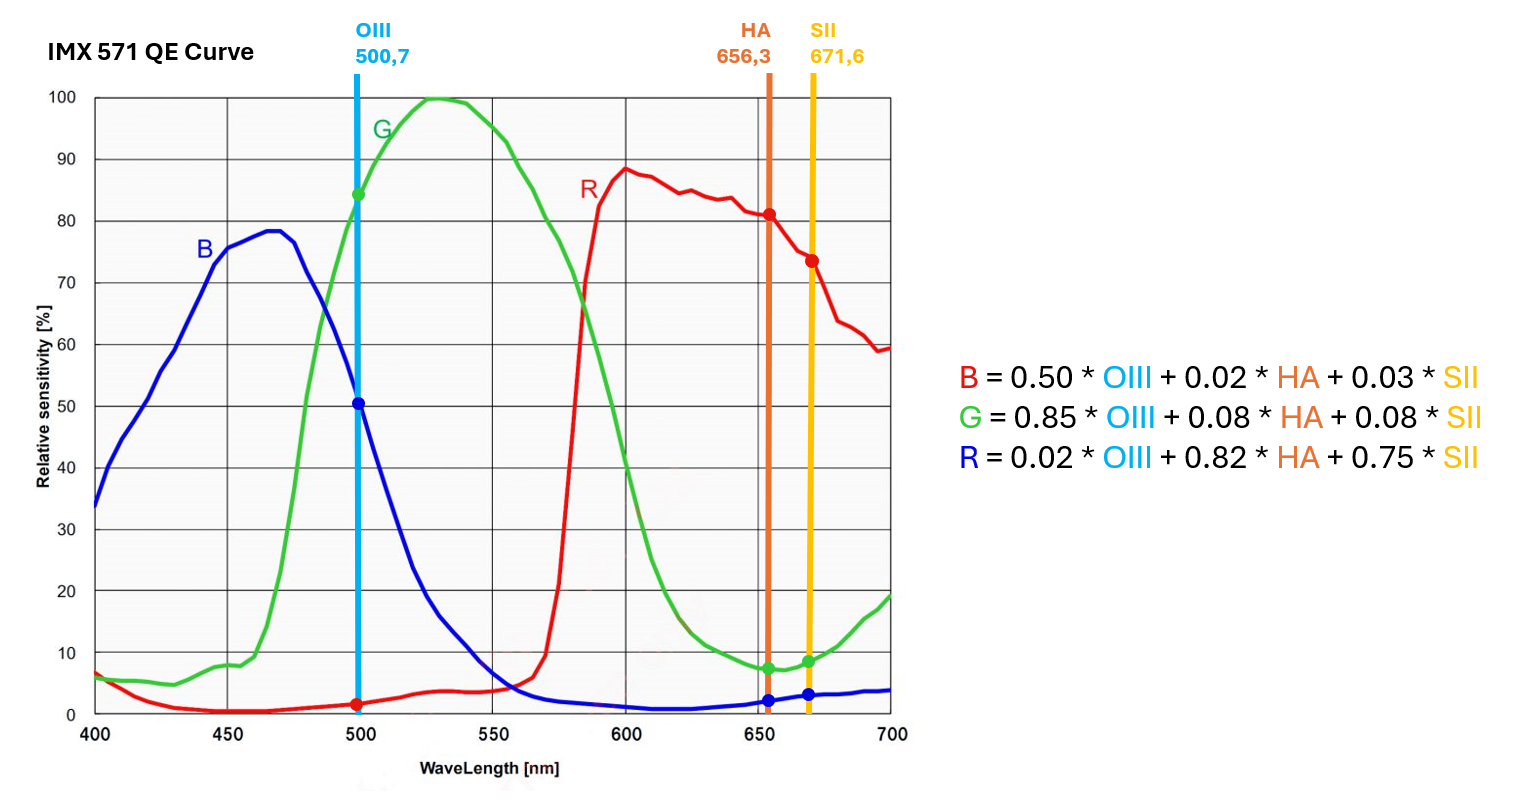 IMX 571 QE Curve
OIII
500,7
HA
656,3
SII
671,6
100
90
80
70
60
50
40
30
20
10
0
Relative sensitivity [%]
B
G
R
400 450 500 550 600 650 700
WaveLength [nm]
B = 0.50 * OIII + 0.02 * HA + 0.03 * SII
G = 0.85 * OIII + 0.08 * HA + 0.08 * SII
R = 0.02 * OIII + 0.82 * HA + 0.75 * SII